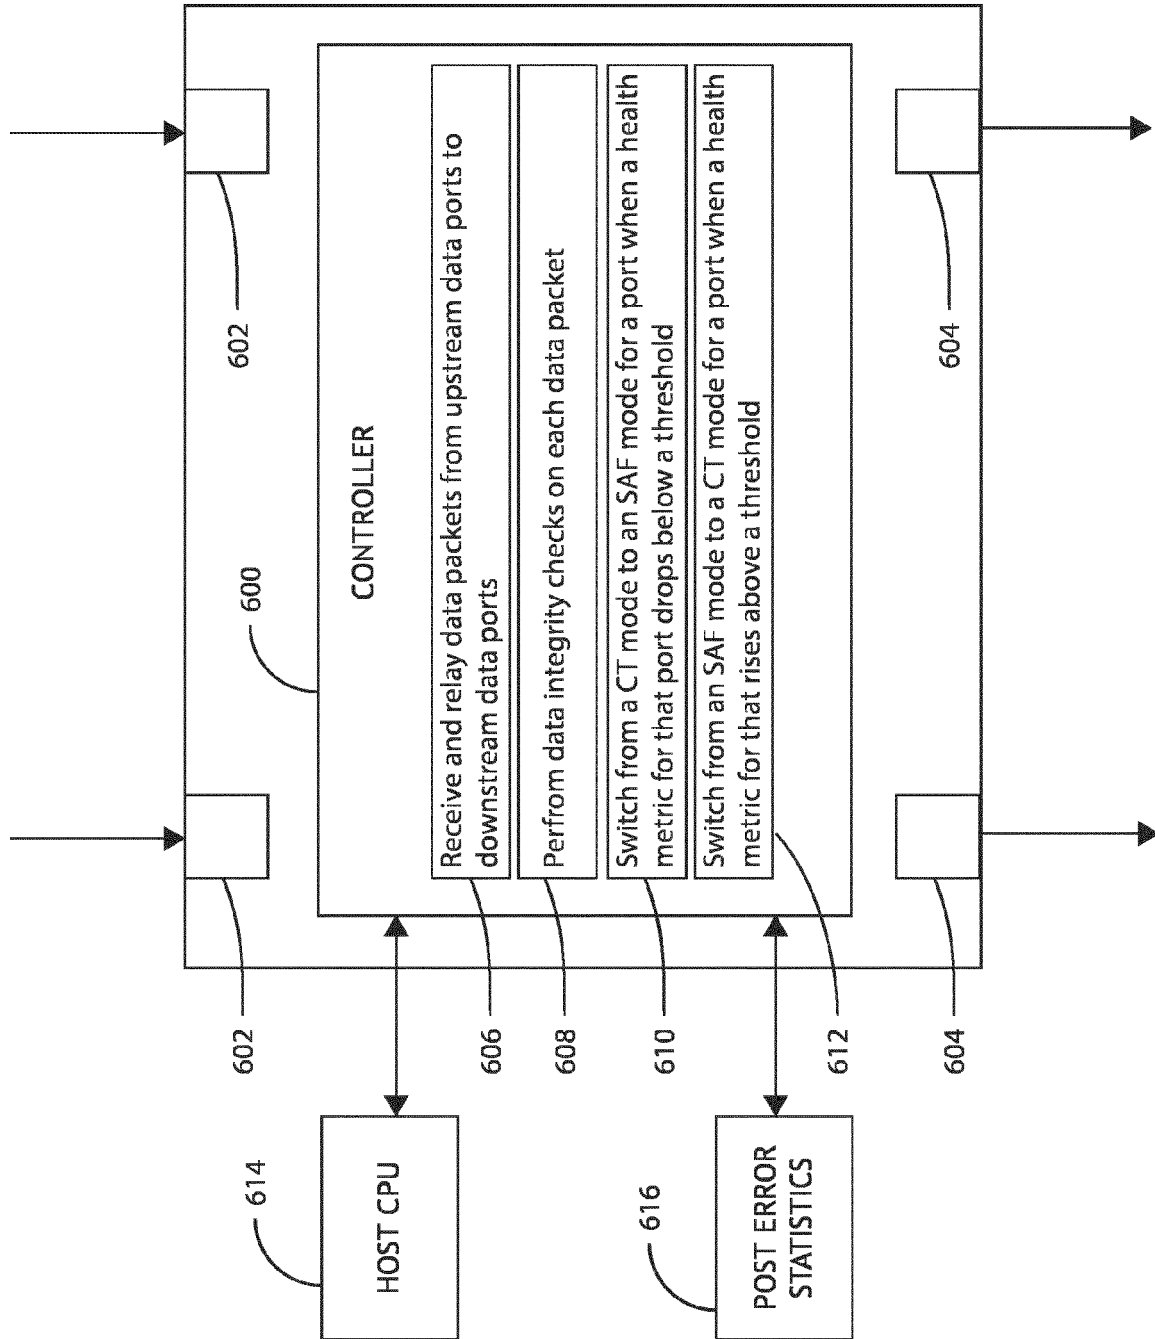 602
602
600
CONTROLLER
606
Receive and relay data packets from upstream data ports to
downstream data ports
608
Perfrom data integrity checks on each data packet
610
Switch from a CT mode to an SAF mode for a port when a health
metric for that port drops below a threshold
612
Switch from an SAF mode to a CT mode for a port when a health
metric for that rises above a threshold
604
604
614
HOST CPU
616
POST ERROR
STATISTICS